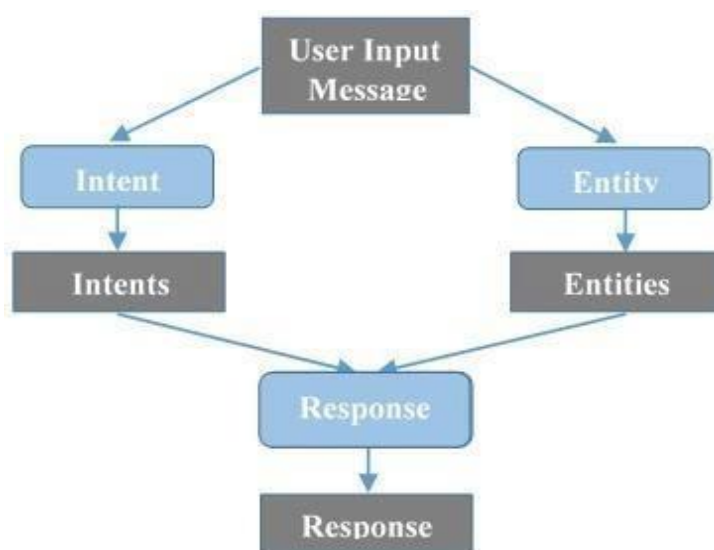 User Input
Message
Intent
Entity
Intents
Entities
Response
Response